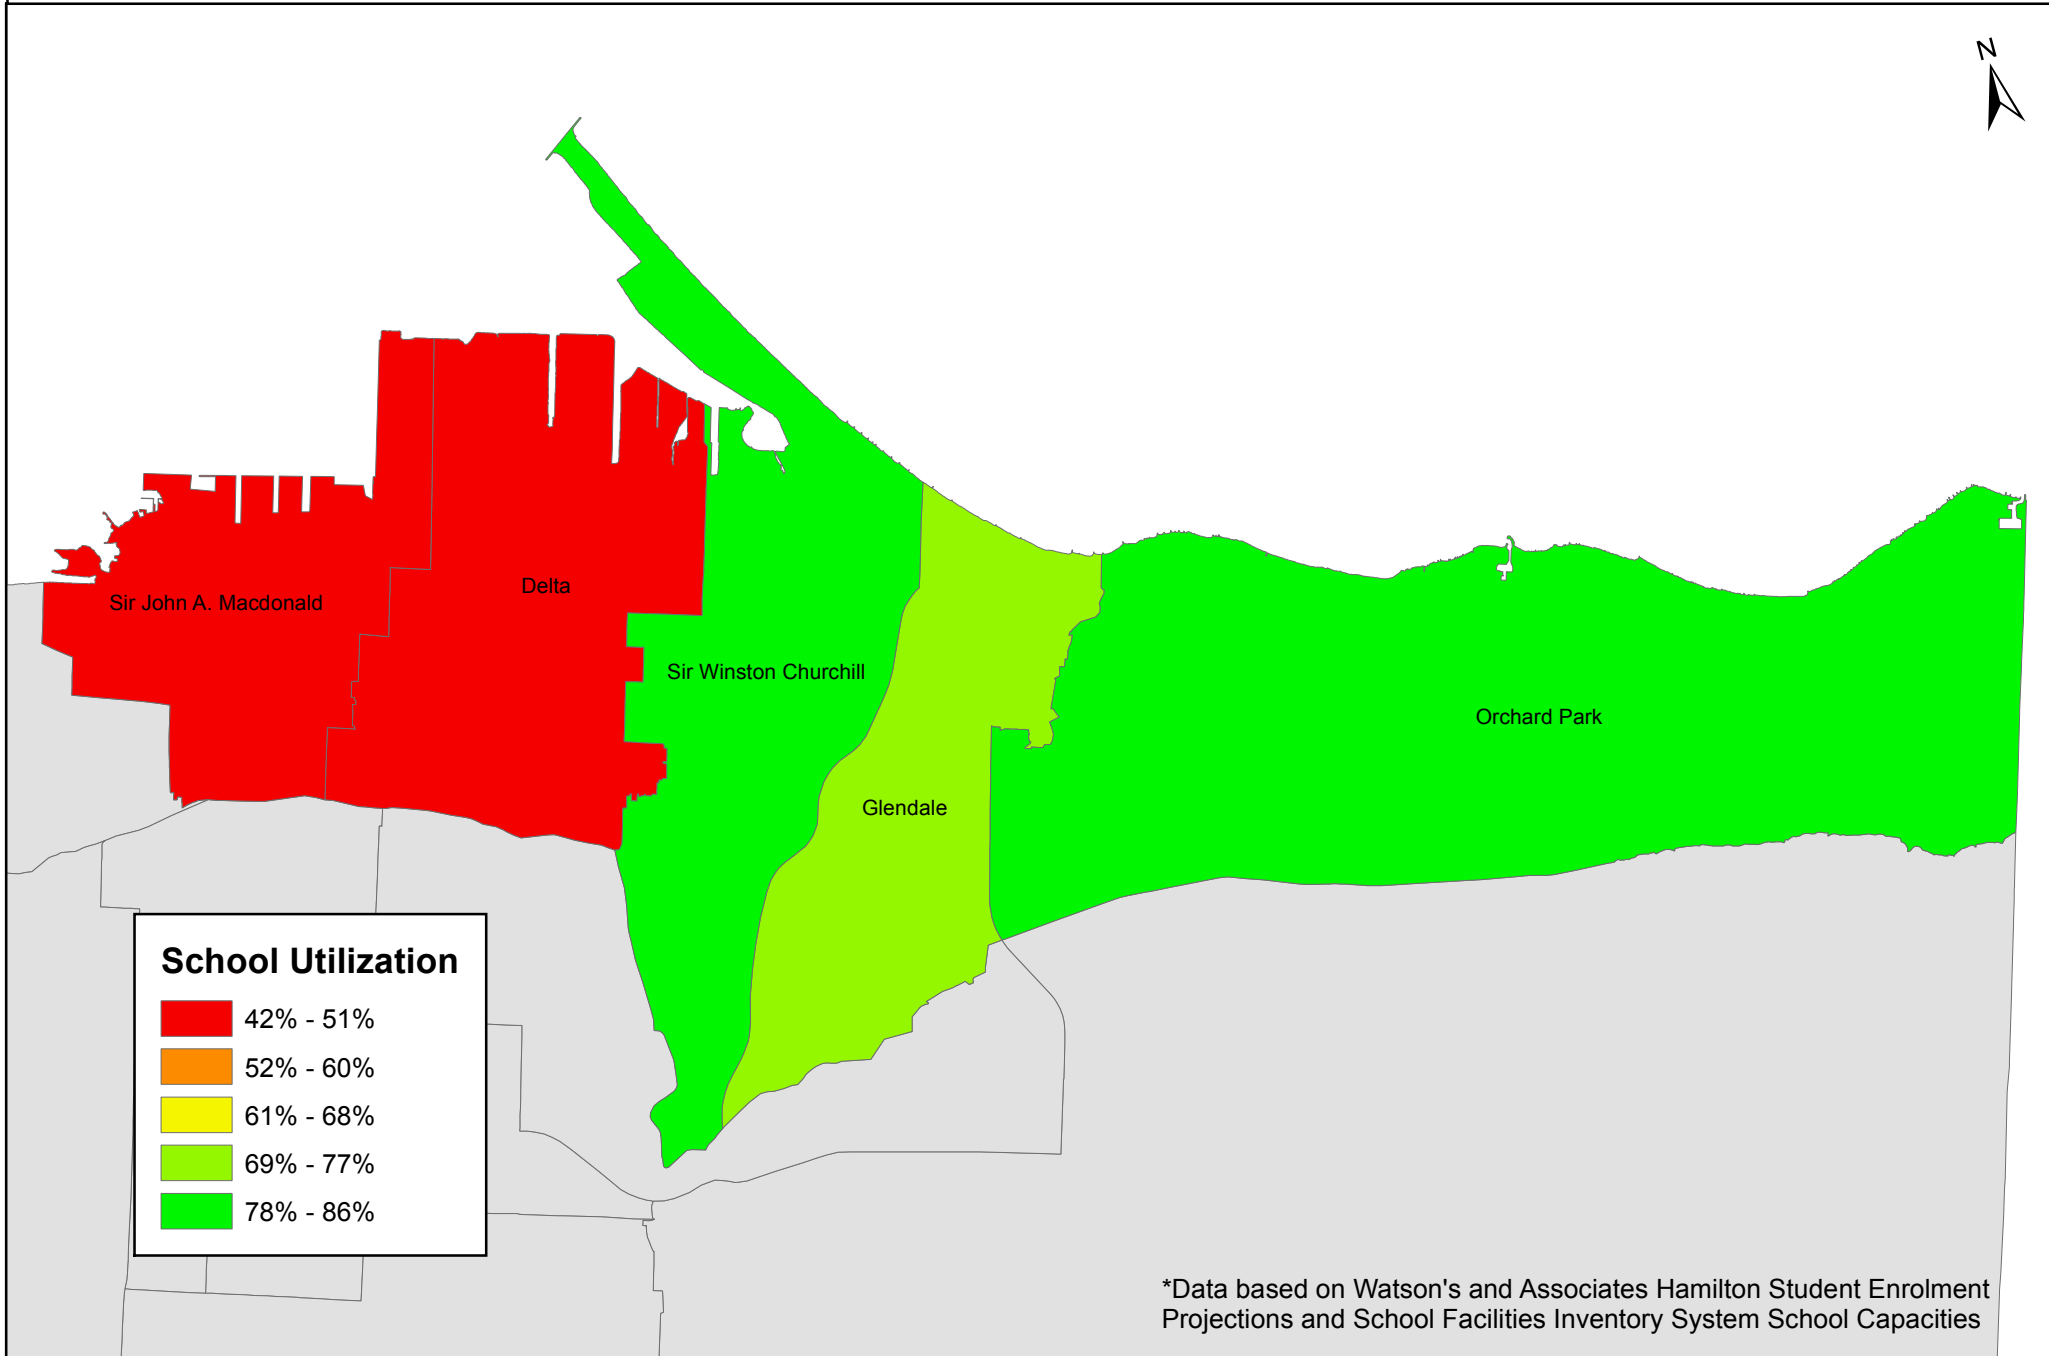 N
Sir John A. Macdonald
Delta
Sir Winston Churchill
Orchard Park
Glendale
School Utilization
42% - 51%
52% - 60%
61% - 68%
69% - 77%
78% - 86%
*Data based on Watson's and Associates Hamilton Student Enrolment
Projections and School Facilities Inventory System School Capacities